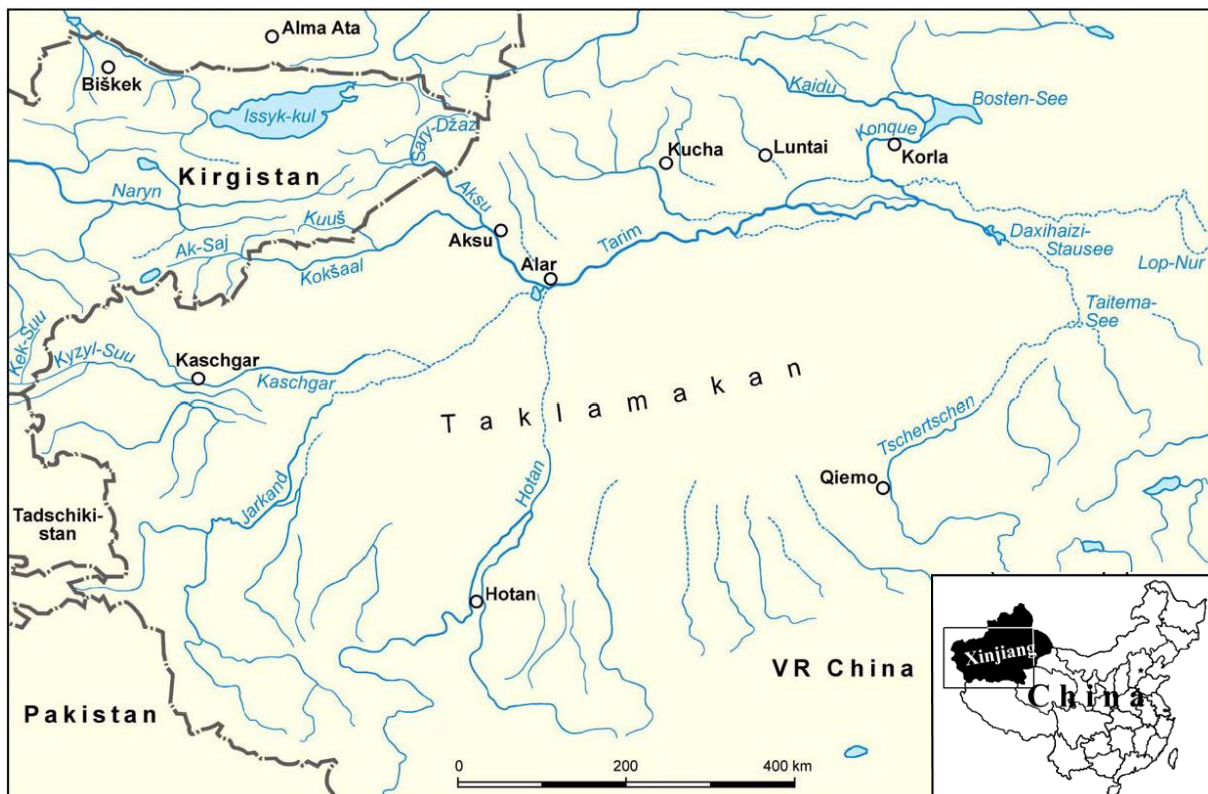 Alma Ata
Biškek
Issyk-kul
Sary-Džaz
Kaidu
Bosten-See
Konque
Korla
Kucha
Luntai
Kirgistan
Naryn
Aksu
Kuuš
Ak-Saj
Aksu
Kokšaal
Alar
Tarim
Daxihaizi-
Stausee
Lop-Nur
Taitema-
See
Kek-Suu
Kyzyl-Suu
Kaschgar
Kaschgar
Taklamakan
Tschertschen
Qiemo
Jarkand
Hotan
Tadschiki-
stan
Hotan
VR China
Pakistan
0 200 400 km
Xinjiang
China